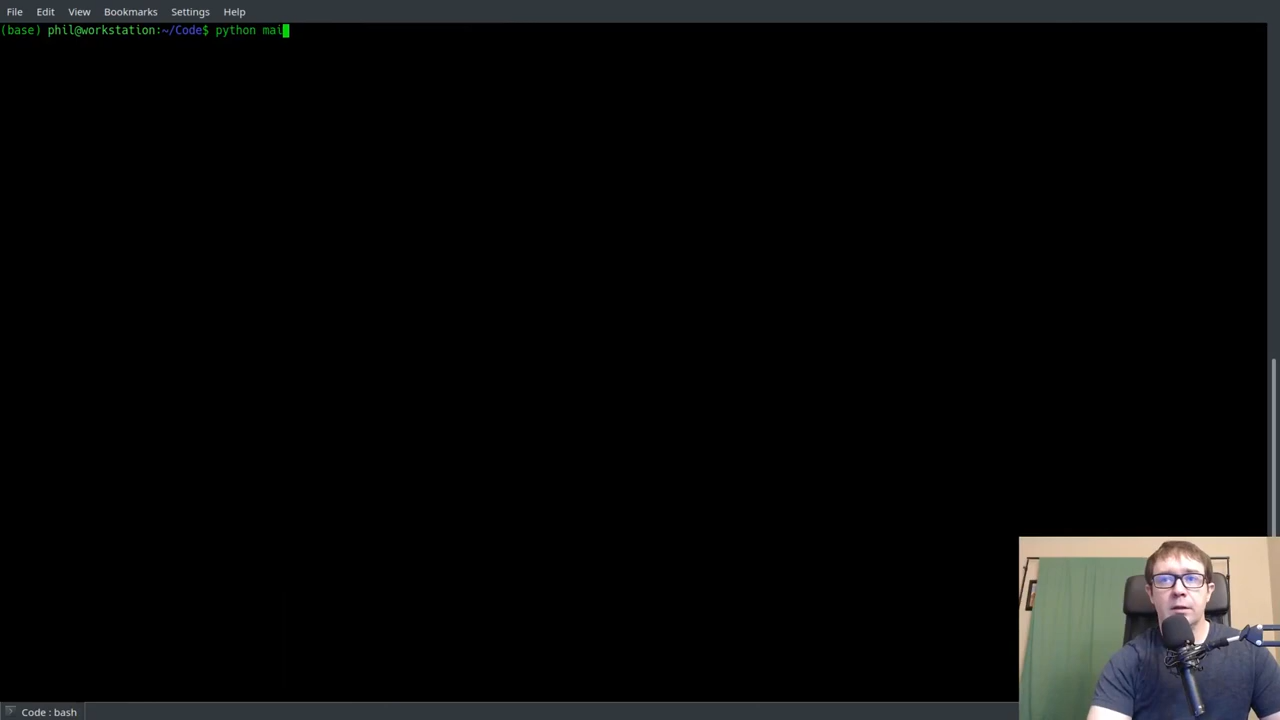 File Edit View Bookmarks Settings Help
(base) phil@workstation:~/Code$ python mai
Code : bash